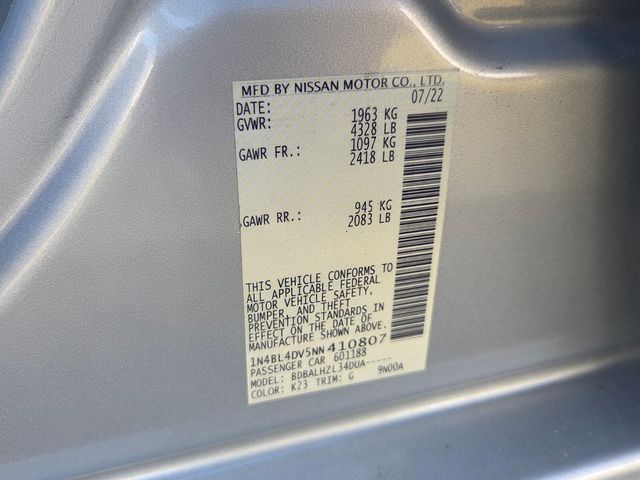 MFD BY NISSAN MOTOR CO., LTD.
DATE: 07/22
GVWR: 1963 KG
4328 LB
GAWR FR.: 1097 KG
2418 LB
GAWR RR.: 945 KG
2083 LB
THIS VEHICLE CONFORMS TO
ALL APPLICABLE FEDERAL
MOTOR VEHICLE SAFETY,
BUMPER, AND THEFT
PREVENTION STANDARDS IN
EFFECT ON THE DATE OF
MANUFACTURE SHOWN ABOVE.
1N4BL4DV5NN410807
PASSENGER CAR 601188
MODEL: BDBALHZL34DUA-----
COLOR: K23 TRIM: G 9N00A